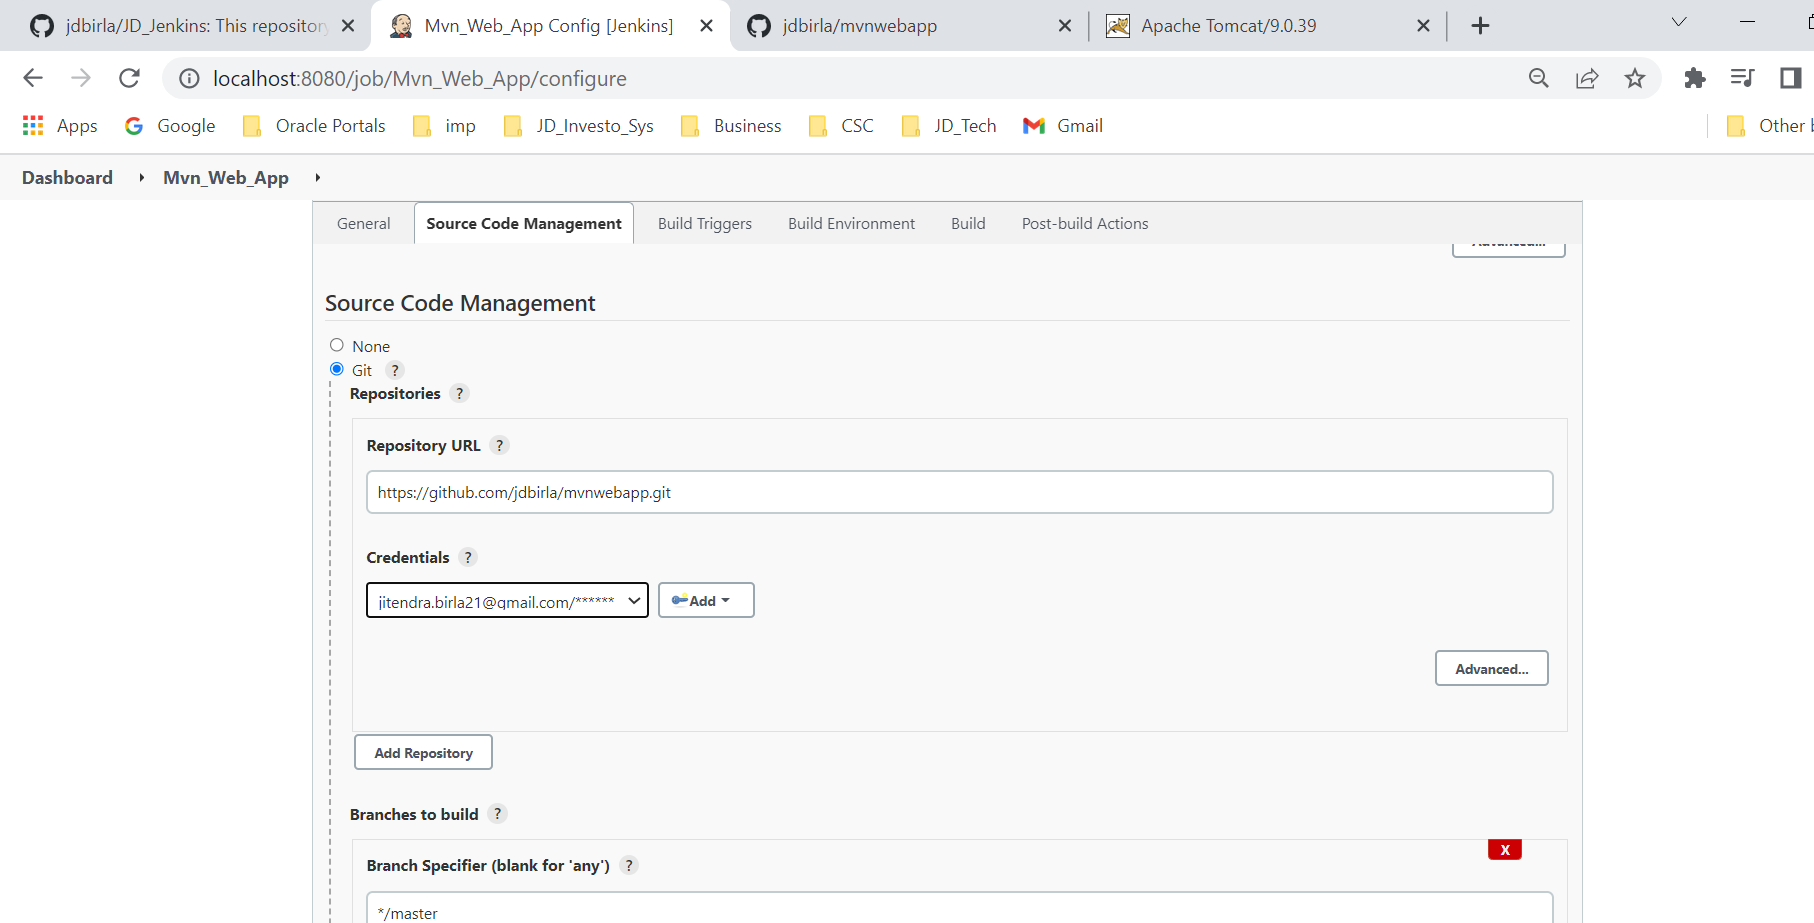 jdbirla/JD_Jenkins: This repository
Mvn_Web_App Config [Jenkins]
jdbirla/mvnwebapp
Apache Tomcat/9.0.39
localhost:8080/job/Mvn_Web_App/configure
Apps
Google
Oracle Portals
imp
JD_Investo_Sys
Business
CSC
JD_Tech
Gmail
Other
Dashboard
Mvn_Web_App
General
Source Code Management
Build Triggers
Build Environment
Build
Post-build Actions
Advanced...
Source Code Management
None
Git ?
Repositories ?
Repository URL ?
https://github.com/jdbirla/mvnwebapp.git
Credentials ?
jitendra.birla21@gmail.com/******
Add
Advanced...
Add Repository
Branches to build ?
X
Branch Specifier (blank for 'any') ?
*/master